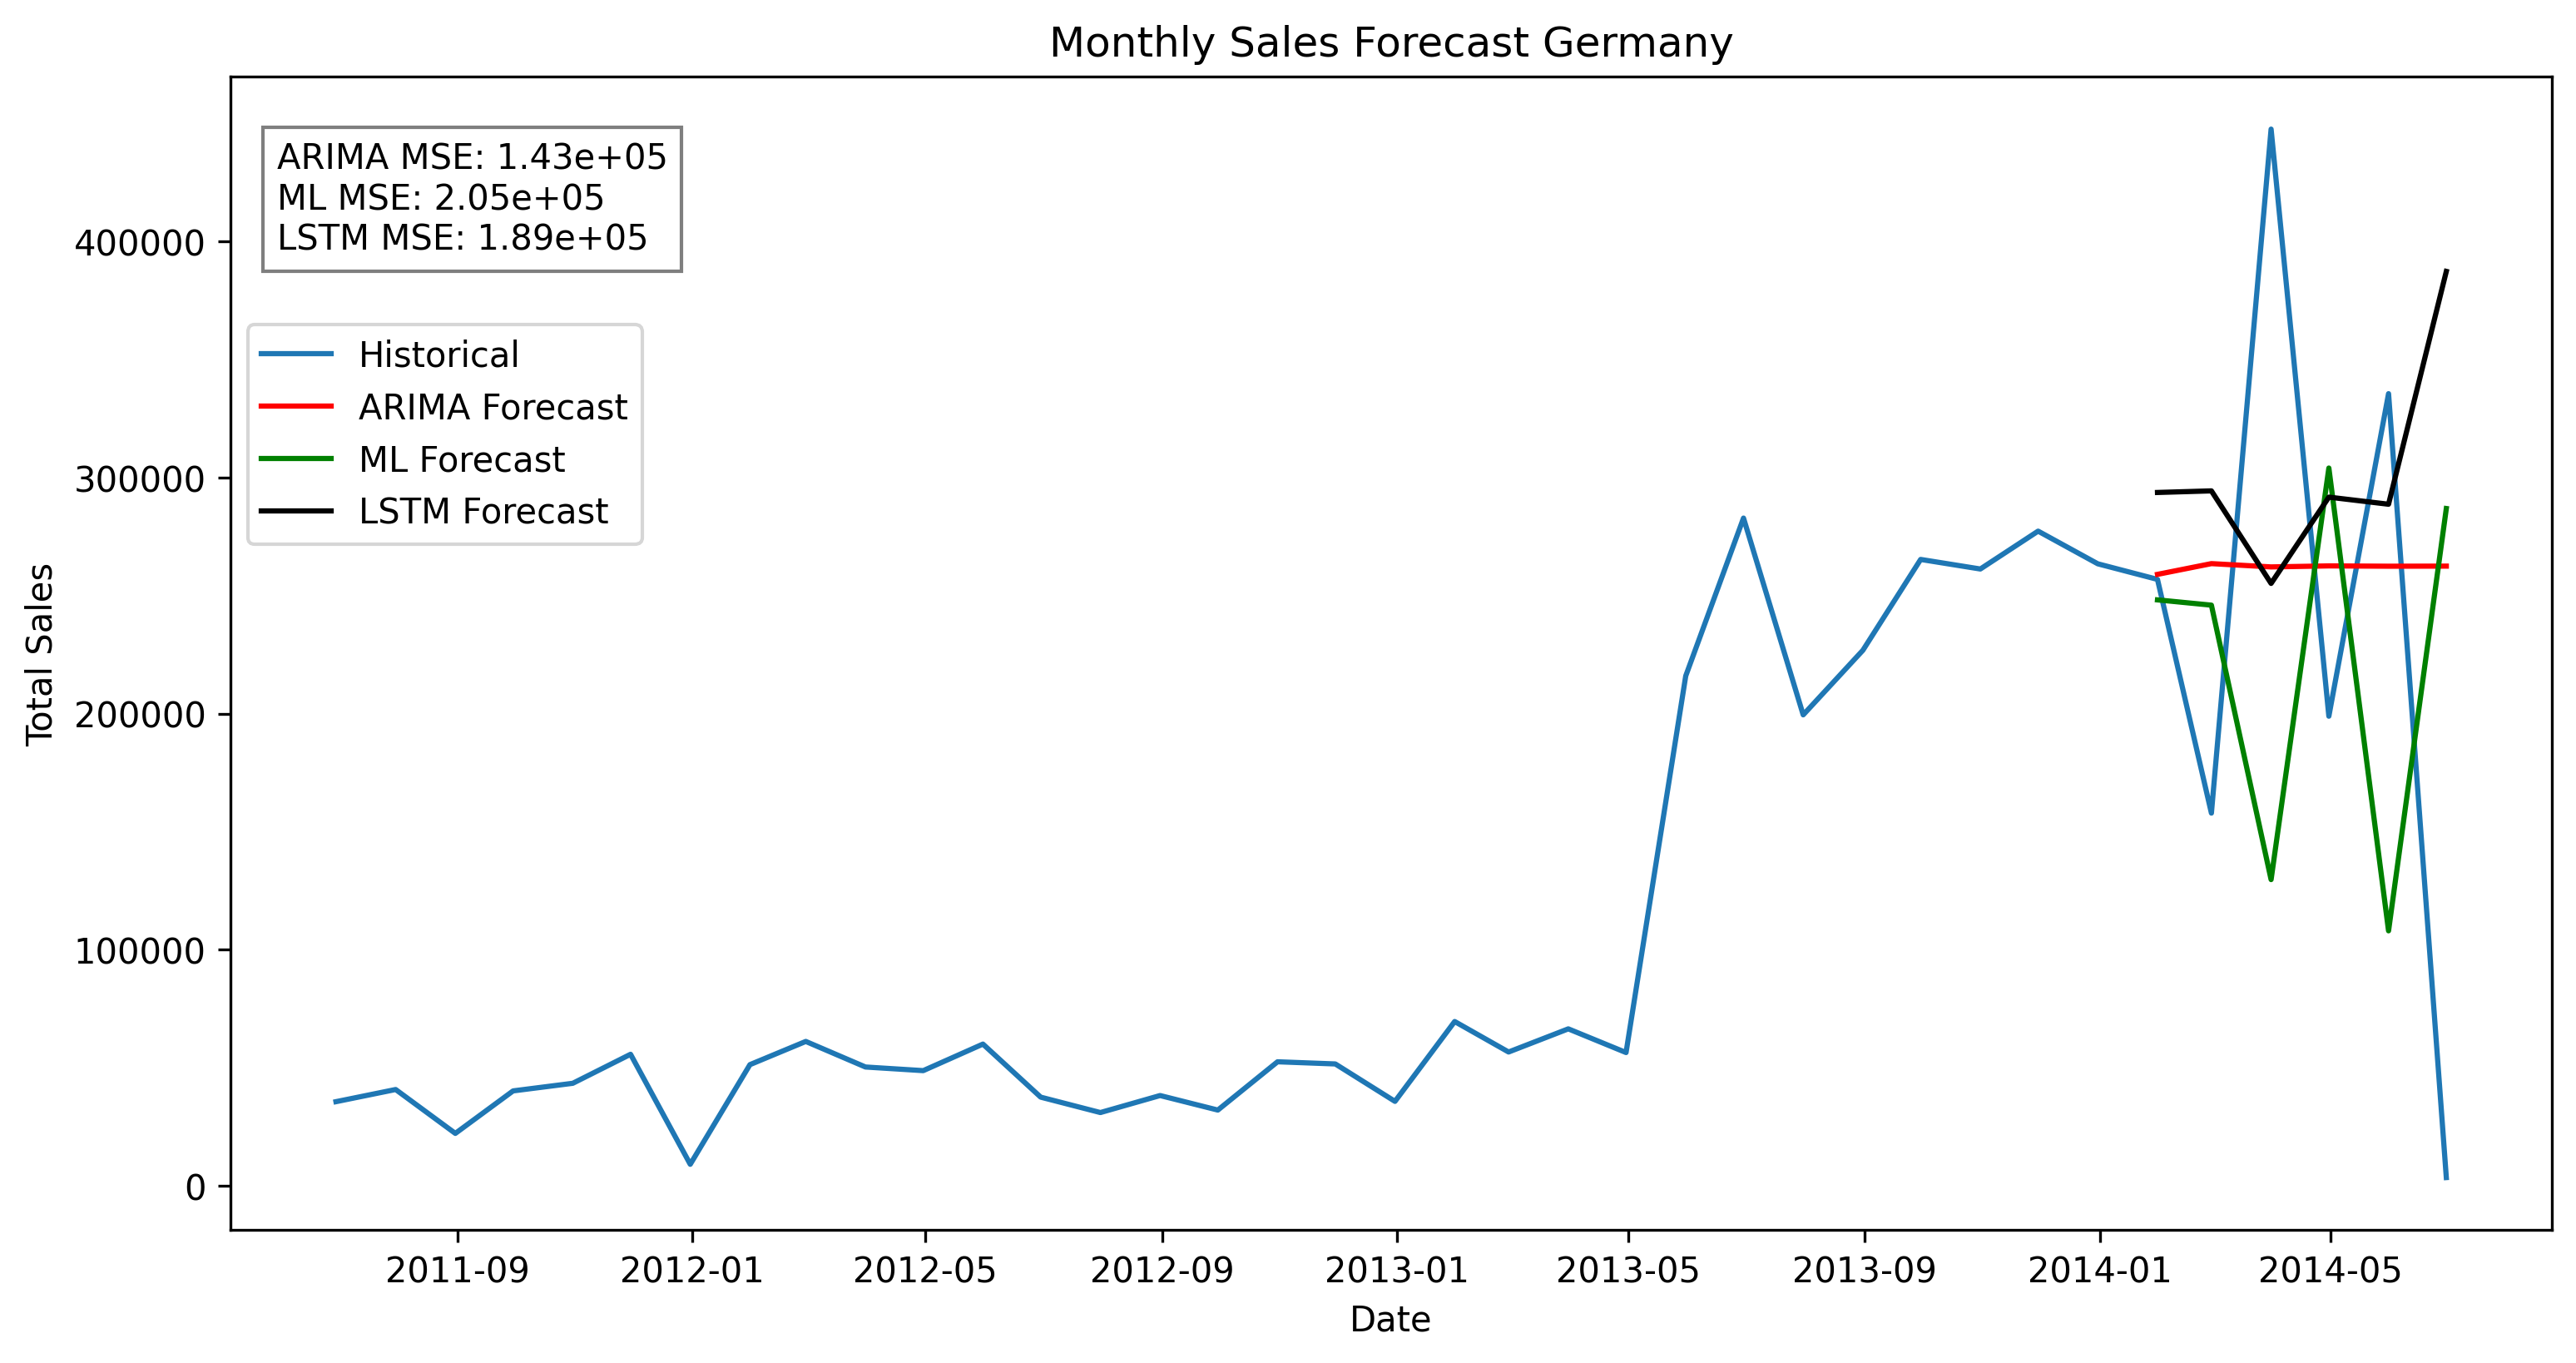 Monthly Sales Forecast Germany
ARIMA MSE: 1.43e+05
ML MSE: 2.05e+05
LSTM MSE: 1.89e+05
Historical
ARIMA Forecast
ML Forecast
LSTM Forecast
Total Sales
400000
300000
200000
100000
0
2011-09 2012-01 2012-05 2012-09 2013-01 2013-05 2013-09 2014-01 2014-05
Date